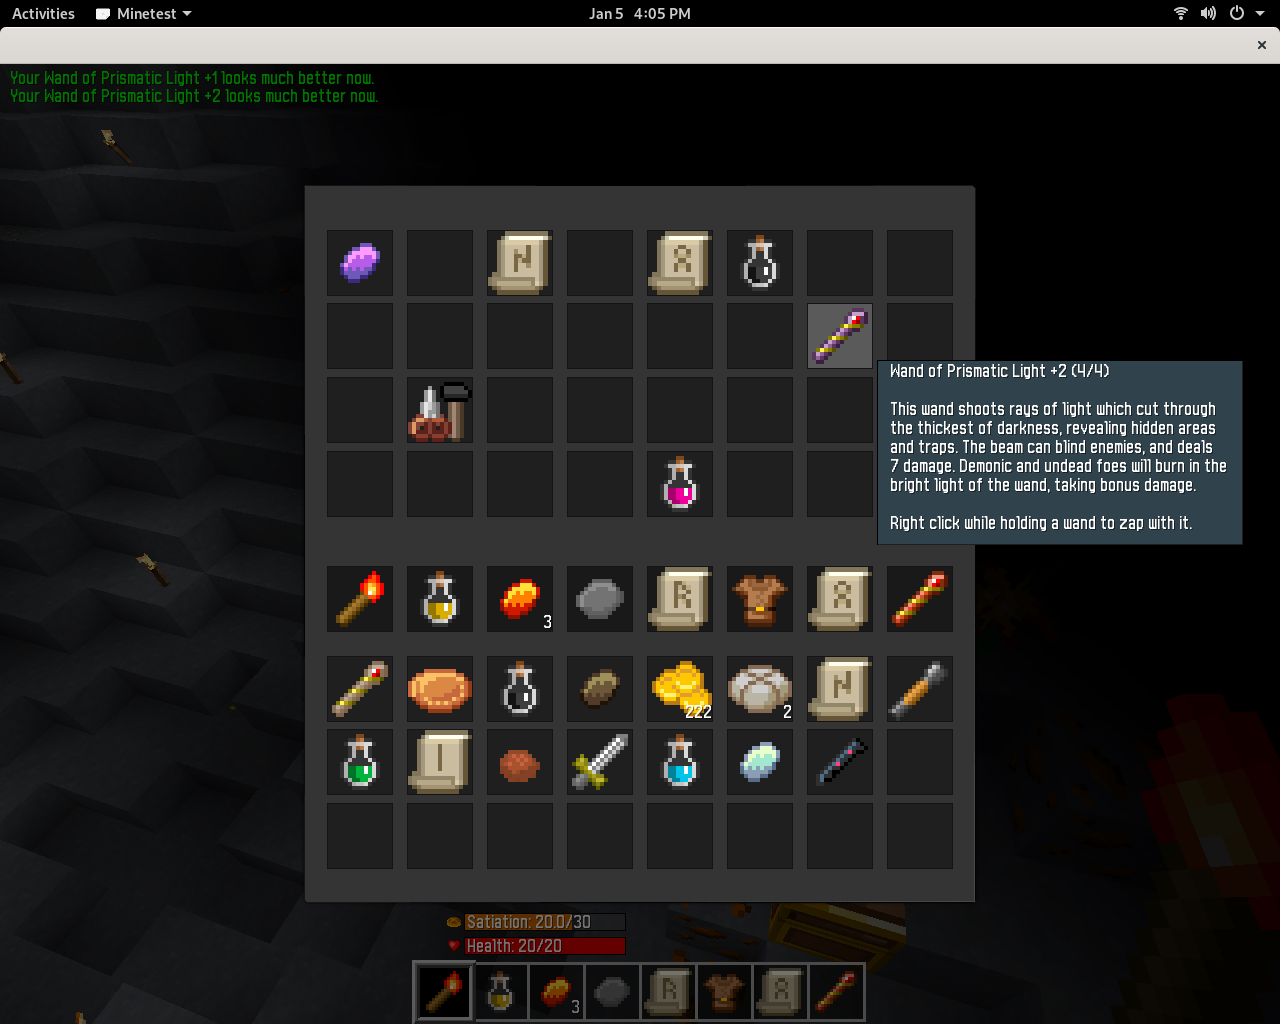 Activities Minetest Jan 5 4:05 PM
Your Wand of Prismatic Light +1 looks much better now.
Your Wand of Prismatic Light +2 looks much better now.
N
Wand of Prismatic Light +2 (4/4)
This wand shoots rays of light which cut through
the thickest of darkness, revealing hidden areas
and traps. The beam can blind enemies, and deals
7 damage. Demonic and undead foes will burn in the
bright light of the wand, taking bonus damage.
Right click while holding a wand to zap with it.
3
222
2
N
Satiation: 20.0/30
Health: 20/20
3